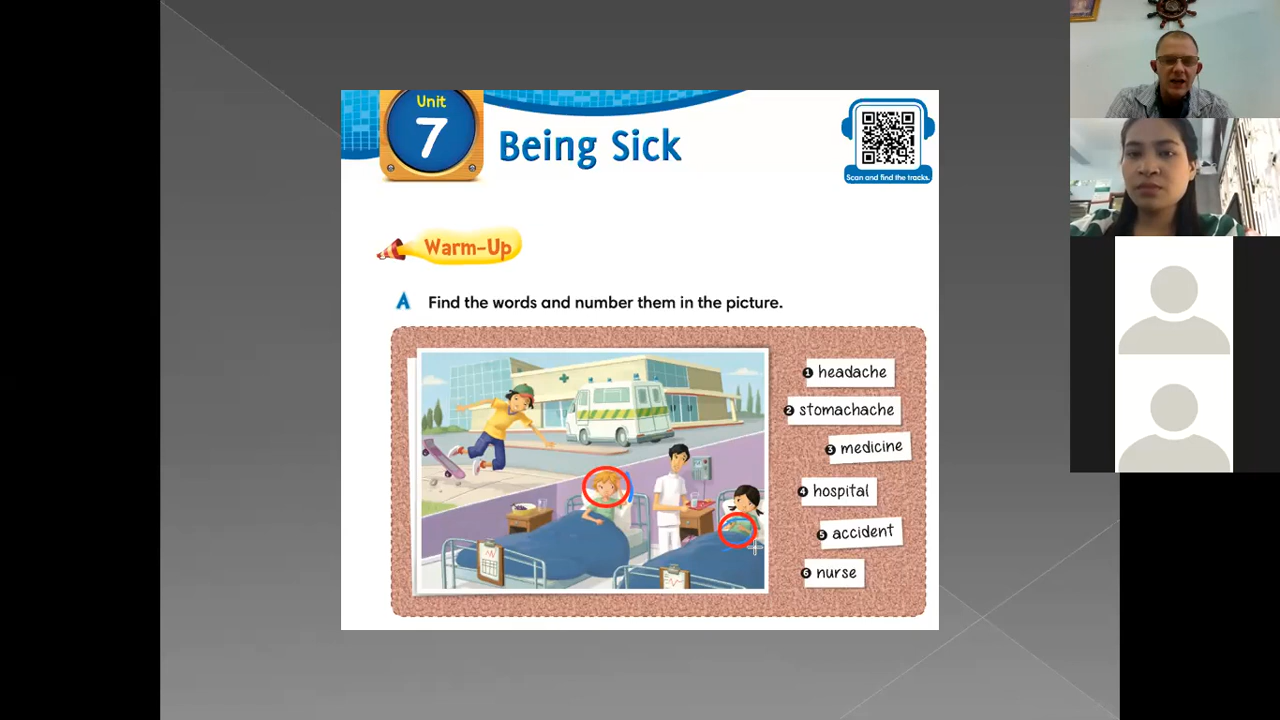 Unit
7
Being Sick
Scan and find the tracks.
Warm-Up
A Find the words and number them in the picture.
1 headache
2 stomachache
3 medicine
4 hospital
5 accident
6 nurse